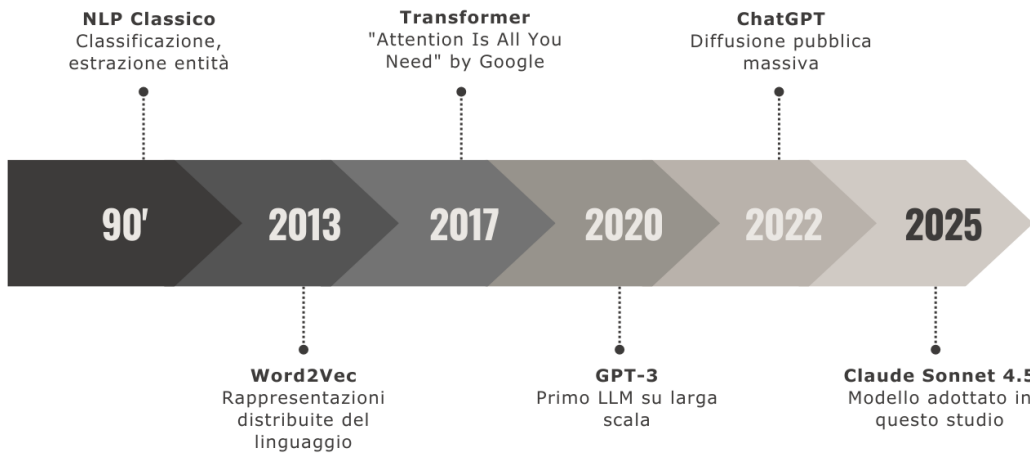 NLP Classico
Classificazione,
estrazione entità
Transformer
"Attention Is All You
Need" by Google
ChatGPT
Diffusione pubblica
massiva
90'
2013
2017
2020
2022
2025
Word2Vec
Rappresentazioni
distribuite del
linguaggio
GPT-3
Primo LLM su larga
scala
Claude Sonnet 4.5
Modello adottato in
questo studio